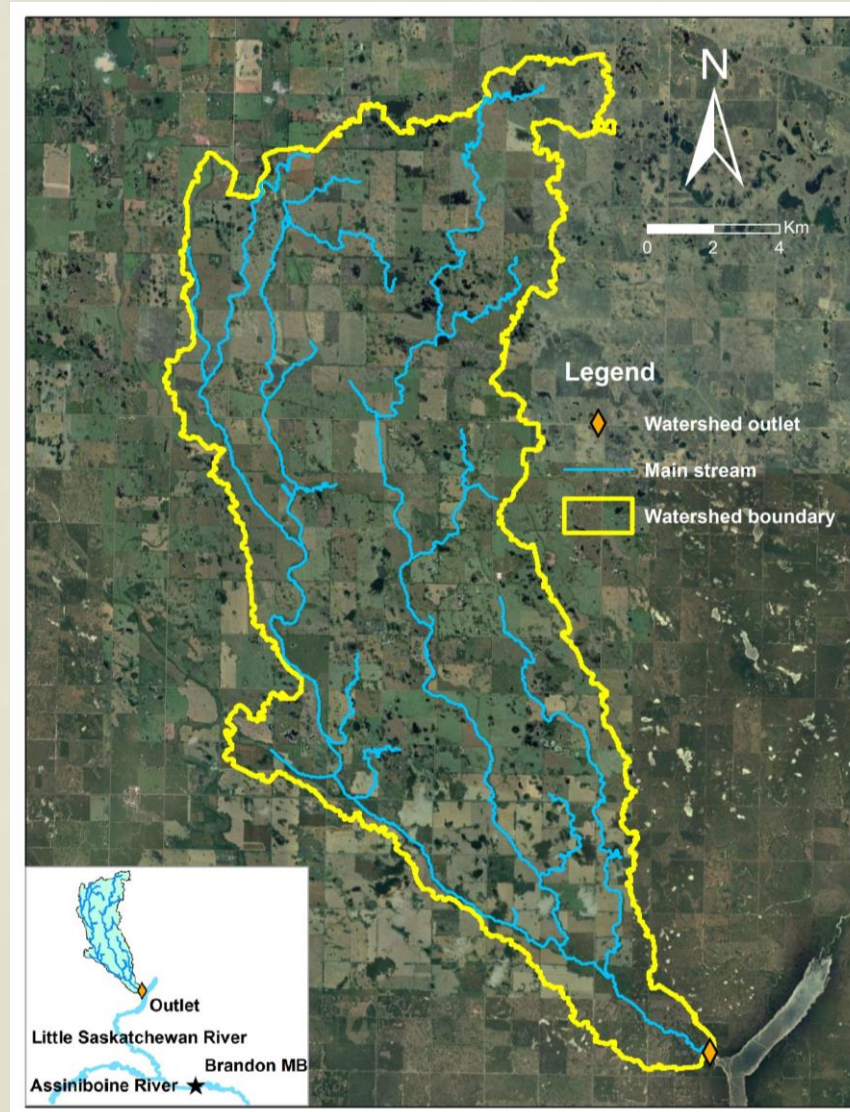 N
Km
0 2 4
Legend
Watershed outlet
Main stream
Watershed boundary
Outlet
Little Saskatchewan River
Brandon MB
Assiniboine River